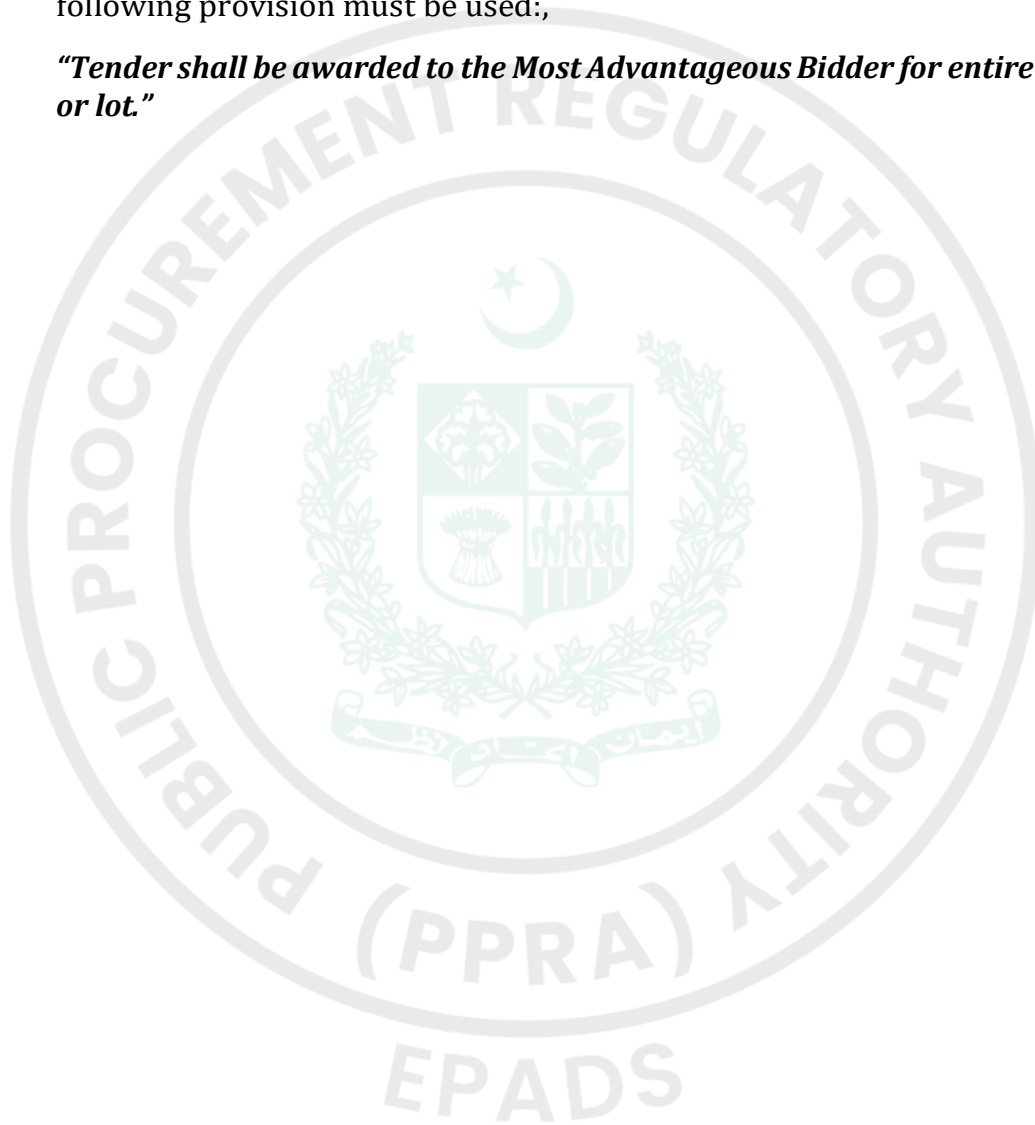 following provision must be used:,
“Tender shall be awarded to the Most Advantageous Bidder for entire
or lot.”
PUBLIC PROCUREMENT REGULATORY AUTHORITY
(PPRA)
EPADS